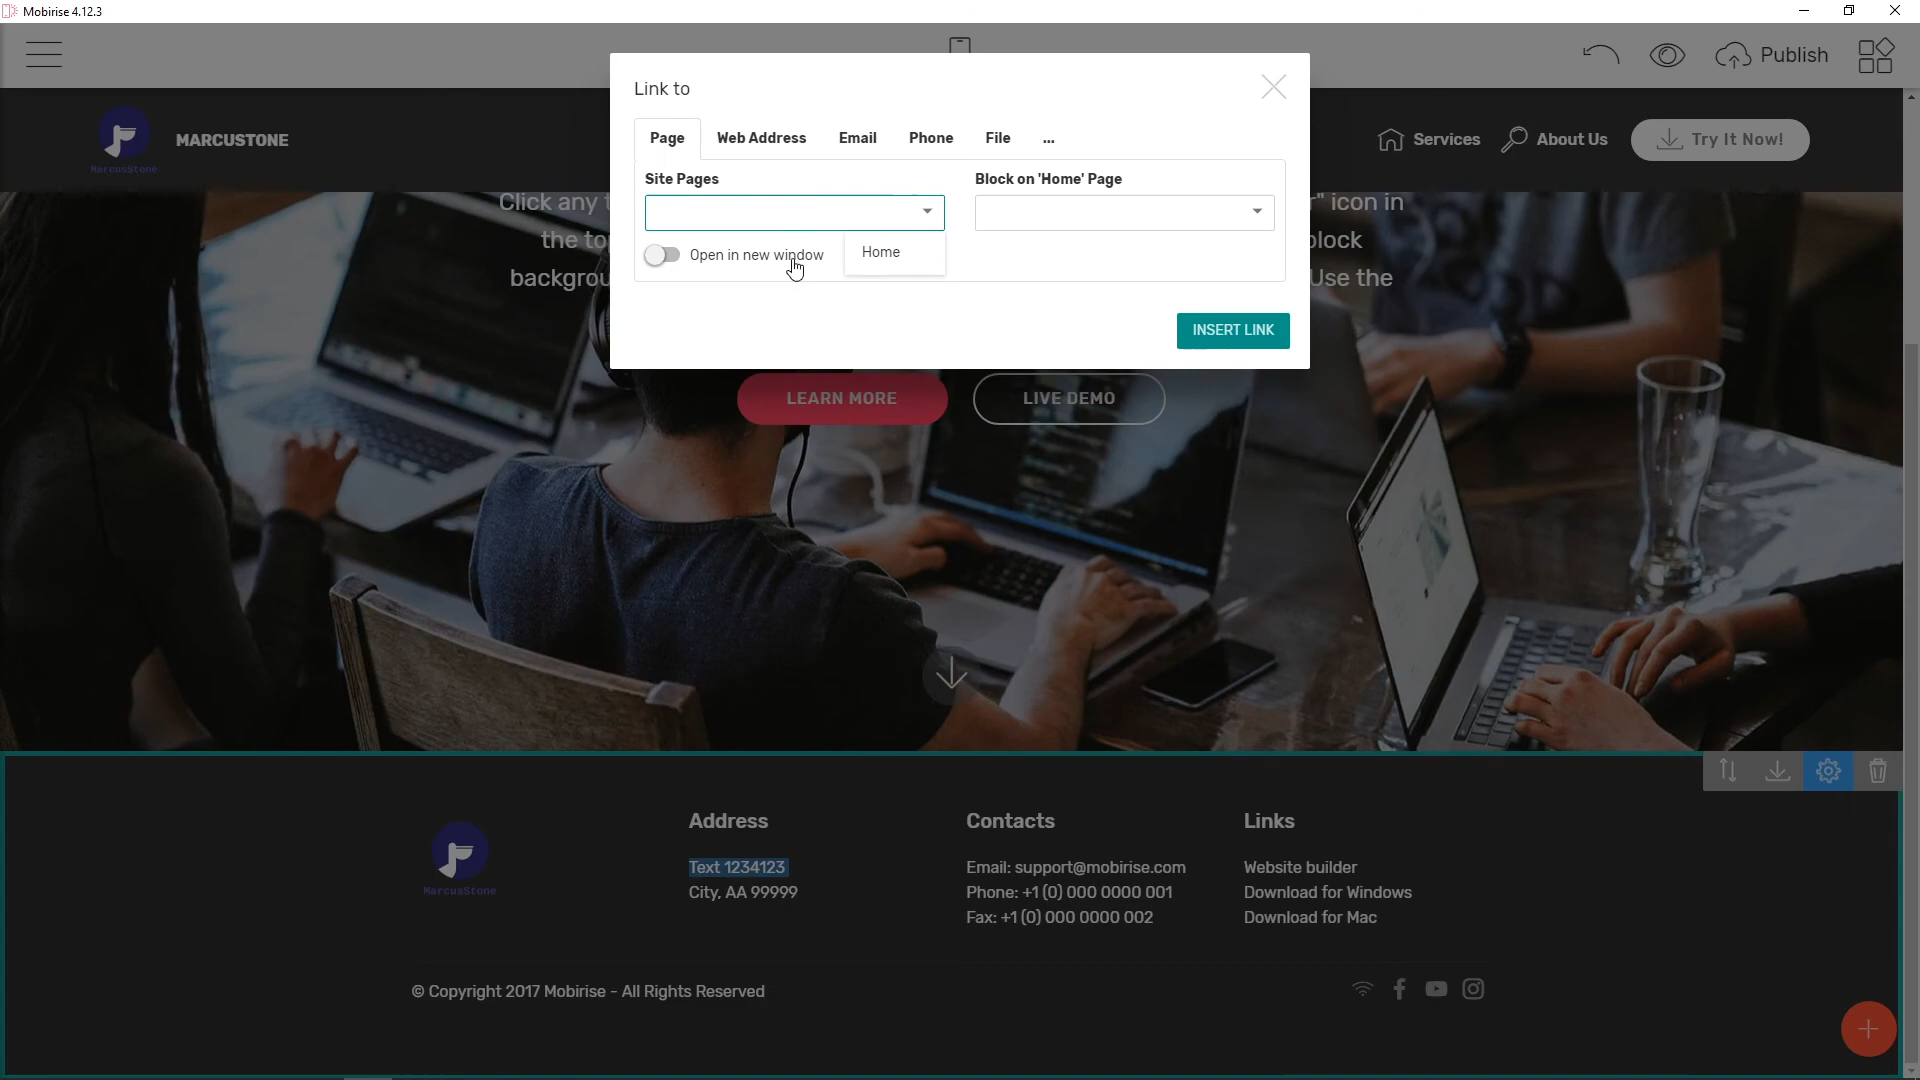 Mobirise 4.12.3
Publish
Link to
MarcusStone
MARCUSTONE
Page Web Address Email Phone File ...
Services About Us Try It Now!
Site Pages
Block on 'Home' Page
Click any
r" icon in
the to
block
Open in new window
Home
backgrou
Use the
INSERT LINK
LEARN MORE
LIVE DEMO
MarcusStone
Address
Text 1234123
City, AA 99999
Contacts
Email: support@mobirise.com
Phone: +1 (0) 000 0000 001
Fax: +1 (0) 000 0000 002
Links
Website builder
Download for Windows
Download for Mac
© Copyright 2017 Mobirise - All Rights Reserved